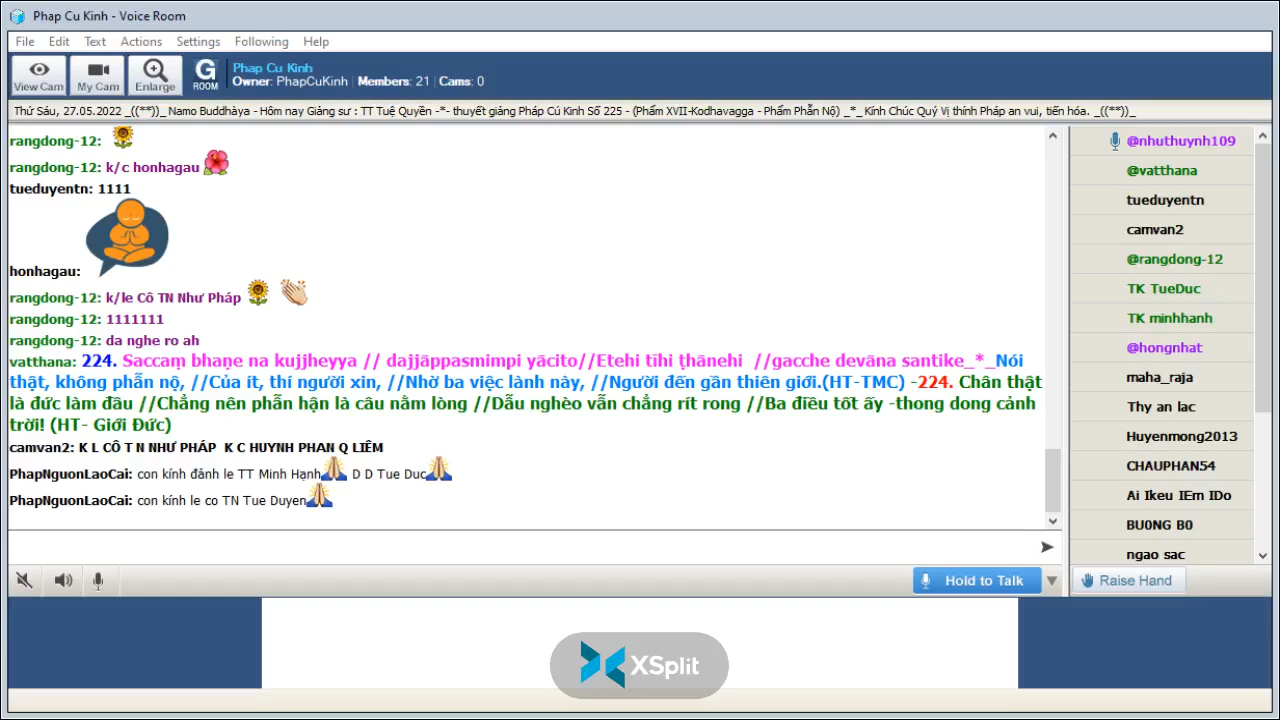 Phap Cu Kinh - Voice Room
File Edit Text Actions Settings Following Help
View Cam My Cam Enlarge G ROOM
Phap Cu Kinh
Owner: PhapCuKinh | Members: 21 | Cams: 0
Thứ Sáu, 27.05.2022 _((**))_ Namo Buddhàya - Hôm nay Giảng sư : TT Tuệ Quyền -*- thuyết giảng Pháp Cú Kinh Số 225 - (Phẩm XVII-Kodhavagga - Phẩm Phẫn Nộ) _*_ Kính Chúc Quý Vị thính Pháp an vui, tiến hóa. _((**))_
rangdong-12:
rangdong-12: k/c honhagau
tueduyentn: 1111
honhagau:
rangdong-12: k/le Cô TN Như Pháp
rangdong-12: 1111111
rangdong-12: da nghe ro ah
vatthana: 224. Saccaṃ bhaṇe na kujjheyya // dajjāppasmimpi yācito//Etehi tīhi ṭhānehi //gacche devāna santike_*_Nói
thật, không phẫn nộ, //Của ít, thí người xin, //Nhờ ba việc lành này, //Người đến gần thiên giới.(HT-TMC) -224. Chân thật
là đức làm đầu //Chẳng nên phẫn hận là câu nằm lòng //Dẫu nghèo vẫn chẳng rít rong //Ba điều tốt ấy -thong dong cảnh
trời! (HT- Giới Đức)
camvan2: K L CÔ T N NHƯ PHÁP K C HUYNH PHAN Q LIÊM
PhapNguonLaoCai: con kính đảnh le TT Minh Hạnh D D Tue Duc
PhapNguonLaoCai: con kính le co TN Tue Duyen
@nhuthuynh109
@vatthana
tueduyentn
camvan2
@rangdong-12
TK TueDuc
TK minhhanh
@hongnhat
maha_raja
Thy an lac
Huyenmong2013
CHAUPHAN54
Ai Ikeu IEm IDo
BU0NG B0
ngao sac
Hold to Talk
Raise Hand
XSplit